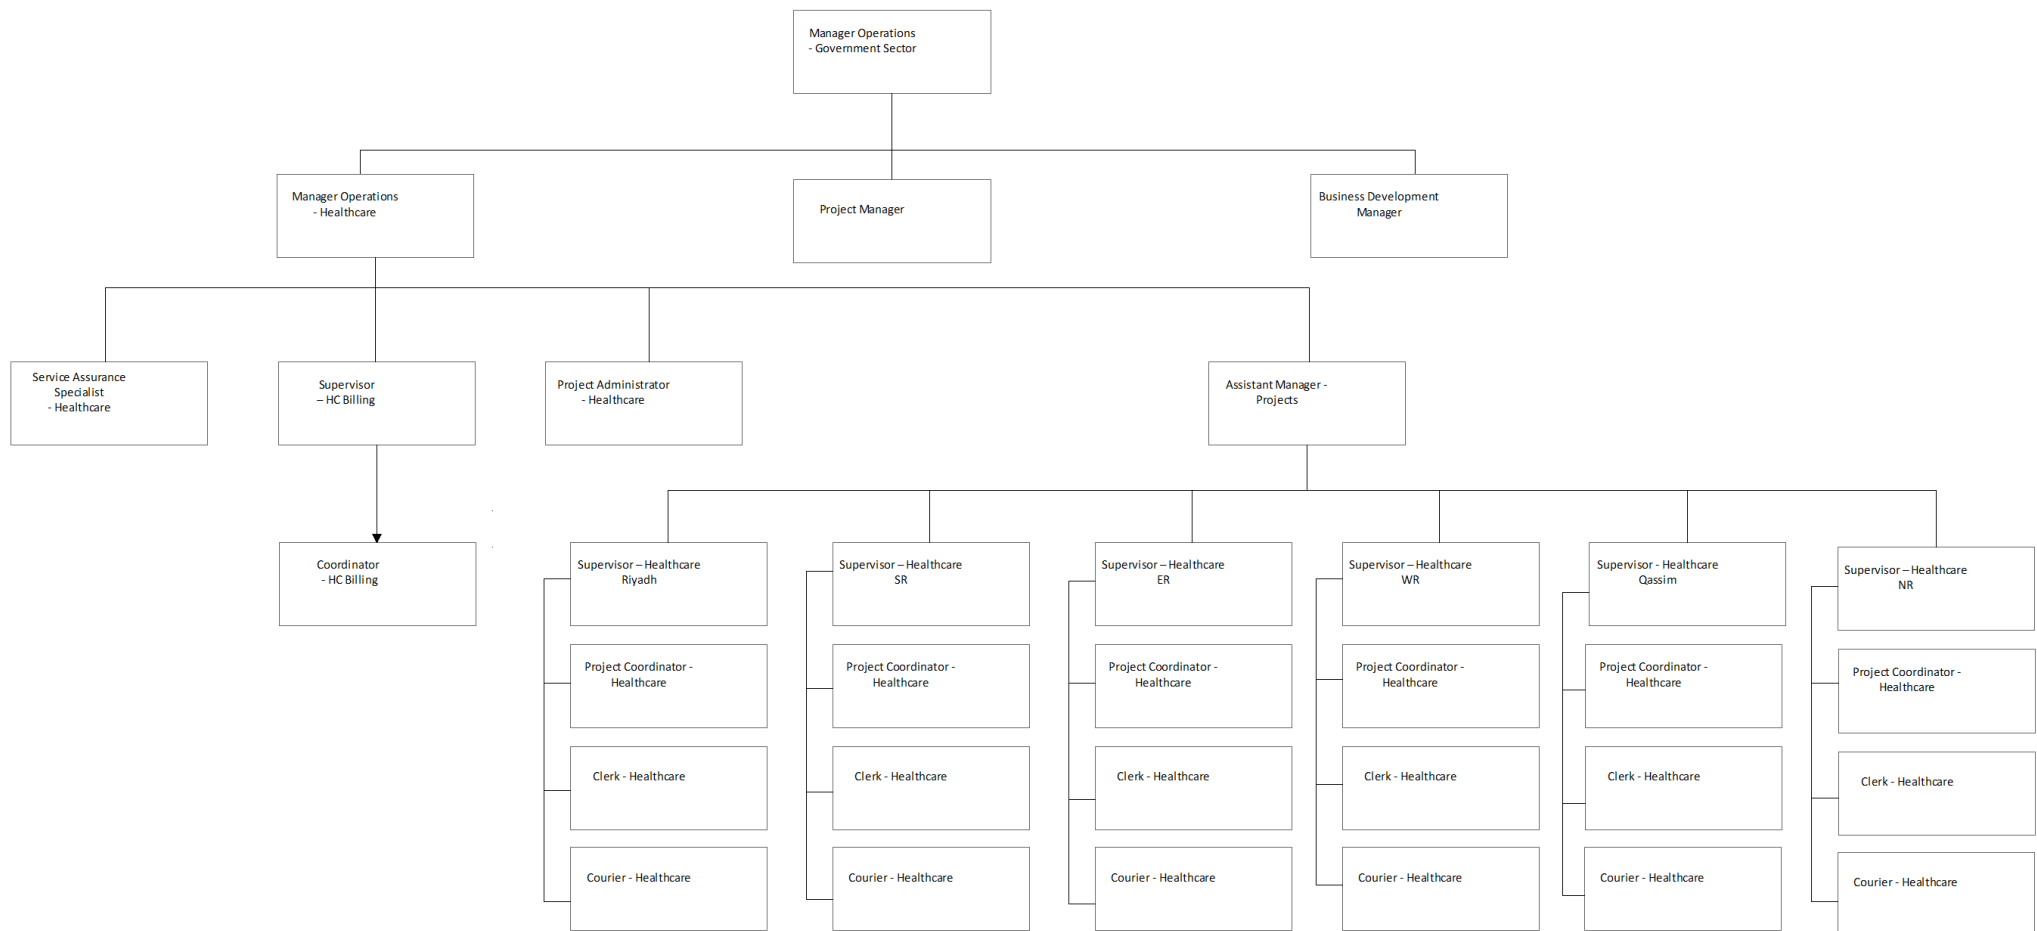 Manager Operations
- Government Sector
Manager Operations
- Healthcare
Project Manager
Business Development
Manager
Service Assurance
Specialist
- Healthcare
Supervisor
– HC Billing
Project Administrator
- Healthcare
Assistant Manager -
Projects
Coordinator
- HC Billing
Supervisor – Healthcare
Riyadh
Supervisor – Healthcare
SR
Supervisor – Healthcare
ER
Supervisor – Healthcare
WR
Supervisor - Healthcare
Qassim
Supervisor – Healthcare
NR
Project Coordinator -
Healthcare
Project Coordinator -
Healthcare
Project Coordinator -
Healthcare
Project Coordinator -
Healthcare
Project Coordinator -
Healthcare
Project Coordinator -
Healthcare
Clerk - Healthcare
Clerk - Healthcare
Clerk - Healthcare
Clerk - Healthcare
Clerk - Healthcare
Clerk - Healthcare
Courier - Healthcare
Courier - Healthcare
Courier - Healthcare
Courier - Healthcare
Courier - Healthcare
Courier - Healthcare